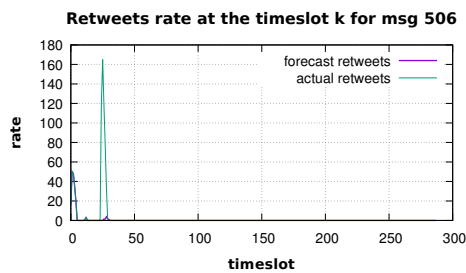 Retweets rate at the timeslot k for msg 506
180
160
140
120
100
80
60
40
20
0
rate
forecast retweets
actual retweets
0 50 100 150 200 250 300
timeslot